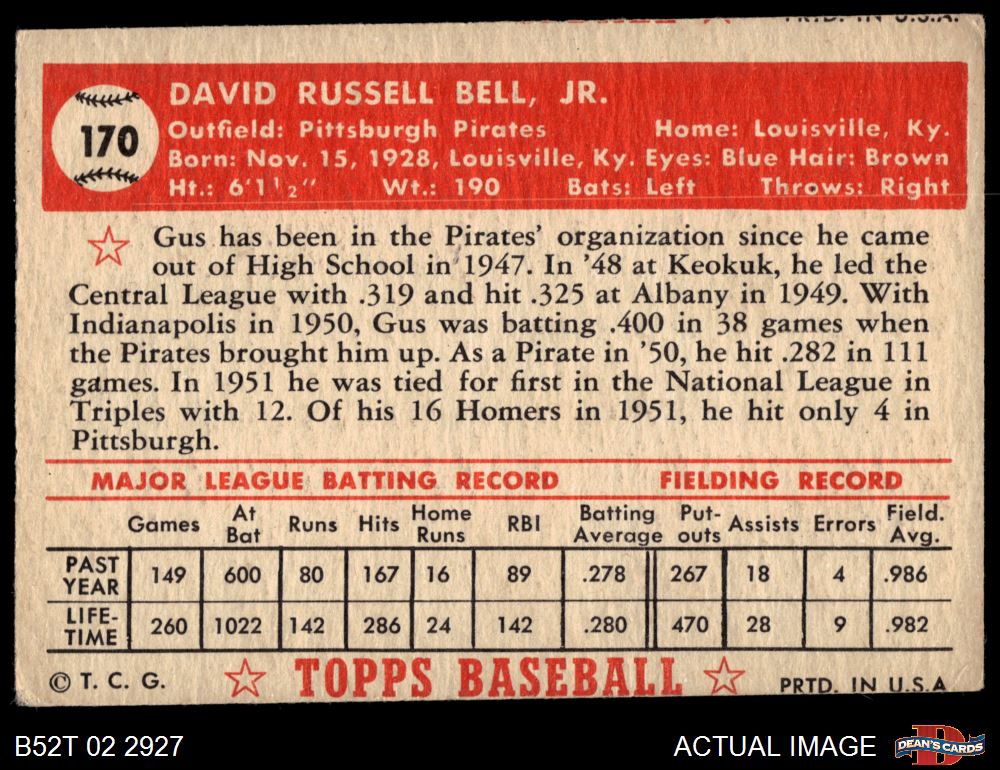 PRTD. IN U.S.A.
170
DAVID RUSSELL BELL, JR.
Outfield: Pittsburgh Pirates Home: Louisville, Ky.
Born: Nov. 15, 1928, Louisville, Ky. Eyes: Blue Hair: Brown
Ht.: 6'1 1/2" Wt.: 190 Bats: Left Throws: Right
Gus has been in the Pirates' organization since he came
out of High School in 1947. In '48 at Keokuk, he led the
Central League with .319 and hit .325 at Albany in 1949. With
Indianapolis in 1950, Gus was batting .400 in 38 games when
the Pirates brought him up. As a Pirate in '50, he hit .282 in 111
games. In 1951 he was tied for first in the National League in
Triples with 12. Of his 16 Homers in 1951, he hit only 4 in
Pittsburgh.
MAJOR LEAGUE BATTING RECORD FIELDING RECORD
Games At Bat Runs Hits Home Runs RBI Batting Average Put-outs Assists Errors Field. Avg.
PAST YEAR 149 600 80 167 16 89 .278 267 18 4 .986
LIFE-TIME 260 1022 142 286 24 142 .280 470 28 9 .982
© T. C. G. TOPPS BASEBALL PRTD. IN U.S.A
B52T 02 2927 ACTUAL IMAGE DEAN'S CARDS